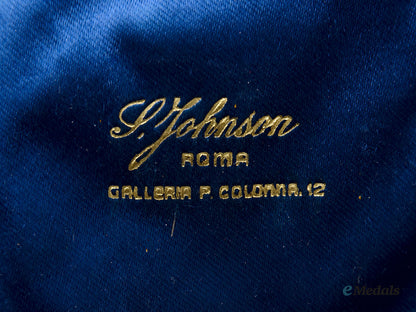 S. Johnson
ROMA
GALLERIA P. COLONNA. 12
eMedals